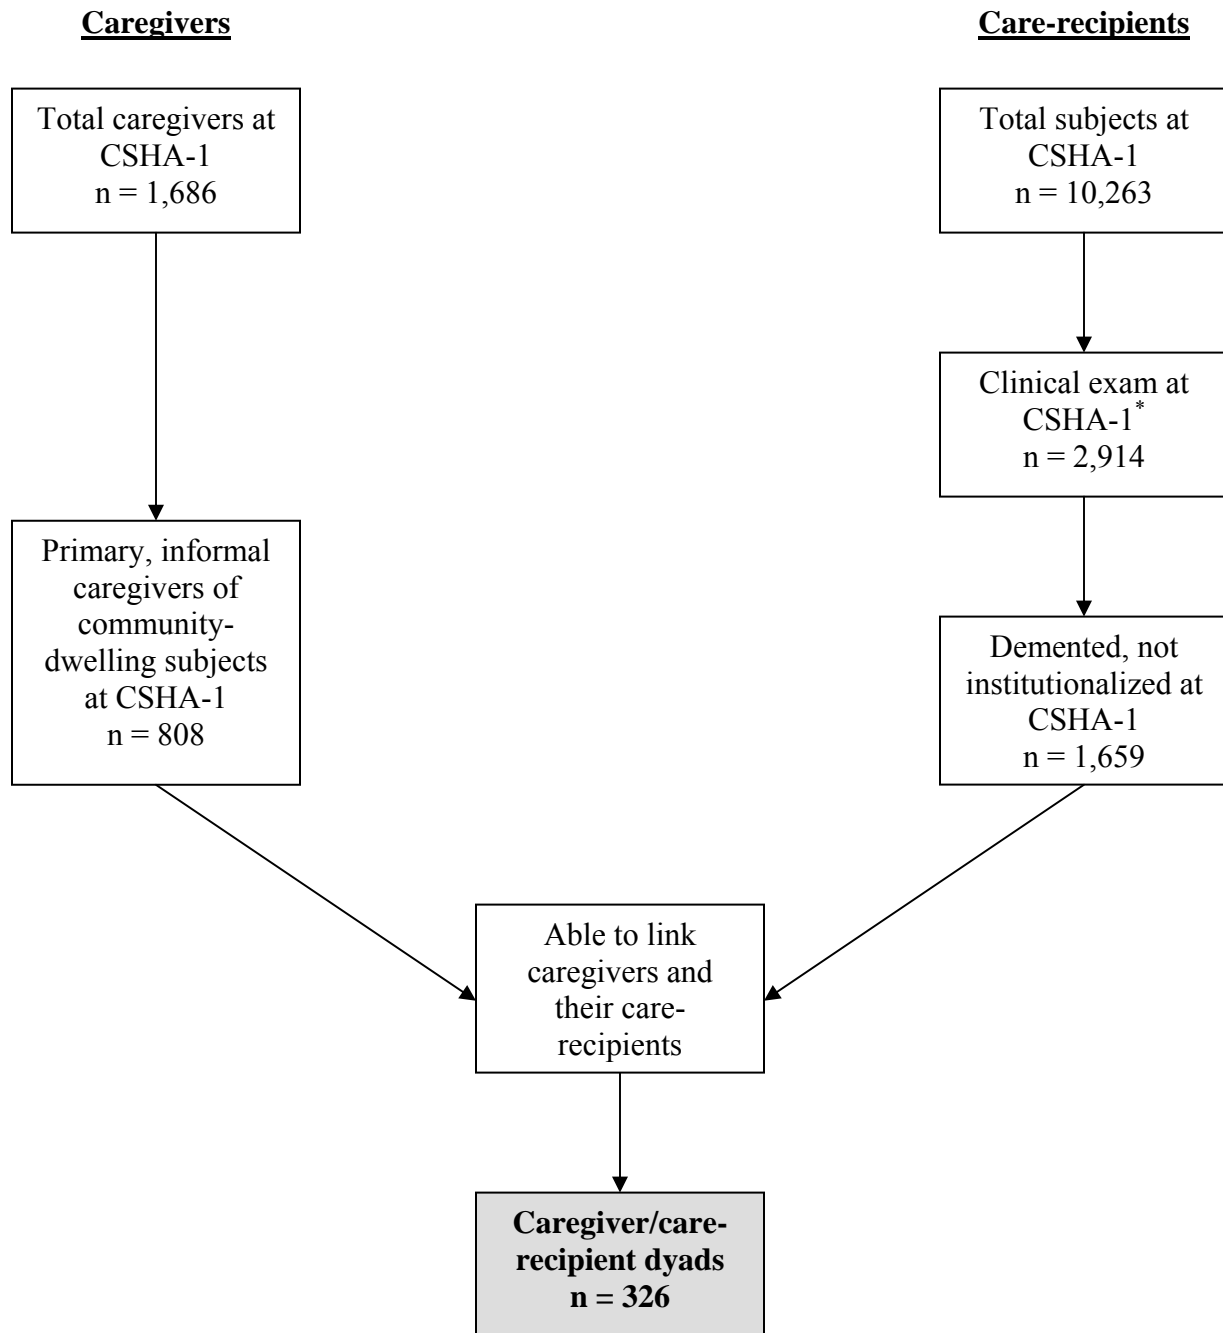 Caregivers
Care-recipients
Total caregivers at
CSHA-1
n = 1,686
Total subjects at
CSHA-1
n = 10,263
Clinical exam at
CSHA-1*
n = 2,914
Primary, informal
caregivers of
community-
dwelling subjects
at CSHA-1
n = 808
Demented, not
institutionalized at
CSHA-1
n = 1,659
Able to link
caregivers and
their care-
recipients
Caregiver/care-
recipient dyads
n = 326